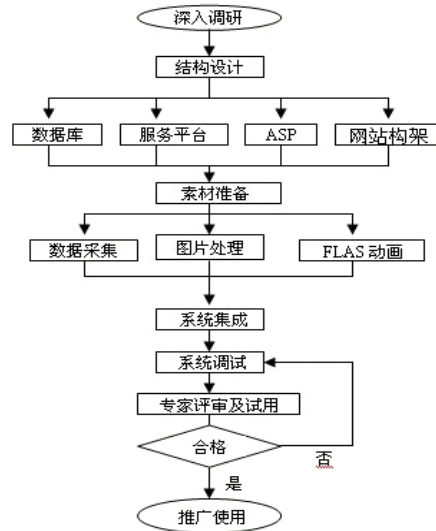 深入调研
结构设计
数据库
服务平台
ASP
网站构架
素材准备
数据采集
图片处理
FLAS 动画
系统集成
系统调试
专家评审及试用
合格
否
是
推广使用